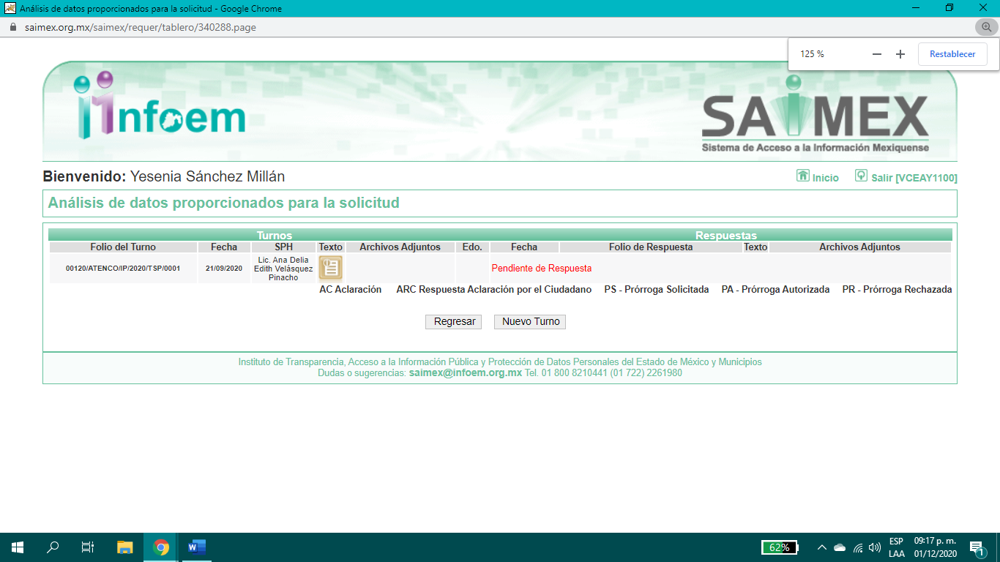 Análisis de datos proporcionados para la solicitud - Google Chrome
saimex.org.mx/saimex/requer/tablero/340288.page
125 %
Restablecer
infoem
SAIMEX
Sistema de Acceso a la Información Mexiquense
Bienvenido: Yesenia Sánchez Millán
Inicio
Salir [VCEAY1100]
Análisis de datos proporcionados para la solicitud
Turnos
Respuestas
Folio del Turno Fecha SPH Texto Archivos Adjuntos Edo. Fecha Folio de Respuesta Texto Archivos Adjuntos
00120/ATENCO/IP/2020/TSP/0001
21/09/2020
Lic. Ana Delia
Edith Velásquez
Pinacho
Pendiente de Respuesta
AC Aclaración ARC Respuesta Aclaración por el Ciudadano PS - Prórroga Solicitada PA - Prórroga Autorizada PR - Prórroga Rechazada
Regresar
Nuevo Turno
Instituto de Transparencia, Acceso a la Información Pública y Protección de Datos Personales del Estado de México y Municipios
Dudas o sugerencias: saimex@infoem.org.mx Tel. 01 800 8210441 (01 722) 2261980
62%
ESP
LAA
09:17 p. m.
01/12/2020
1